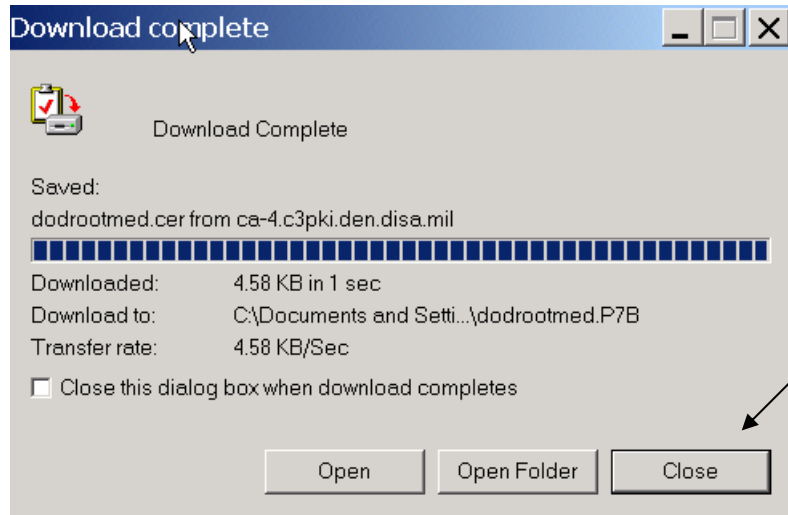 Download complete
Download Complete
Saved:
dodrootmed.cer from ca-4.c3pki.den.disa.mil
Downloaded: 4.58 KB in 1 sec
Download to: C:\Documents and Setti...\dodrootmed.P7B
Transfer rate: 4.58 KB/Sec
Close this dialog box when download completes
Open Open Folder Close